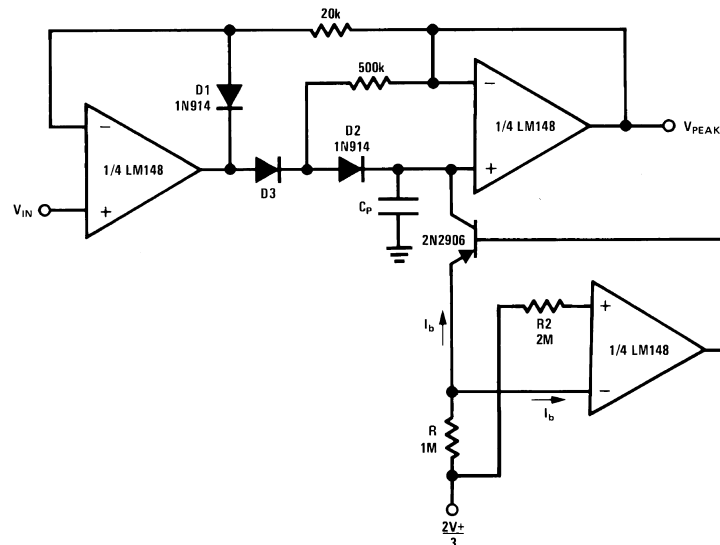 20k
500k
D1
1N914
D2
1N914
−
1/4 LM148
+
−
1/4 LM148
+
VPEAK
D3
VIN
CP
2N2906
Ib
R2
2M
+
1/4 LM148
−
Ib
R
1M
2V+
3